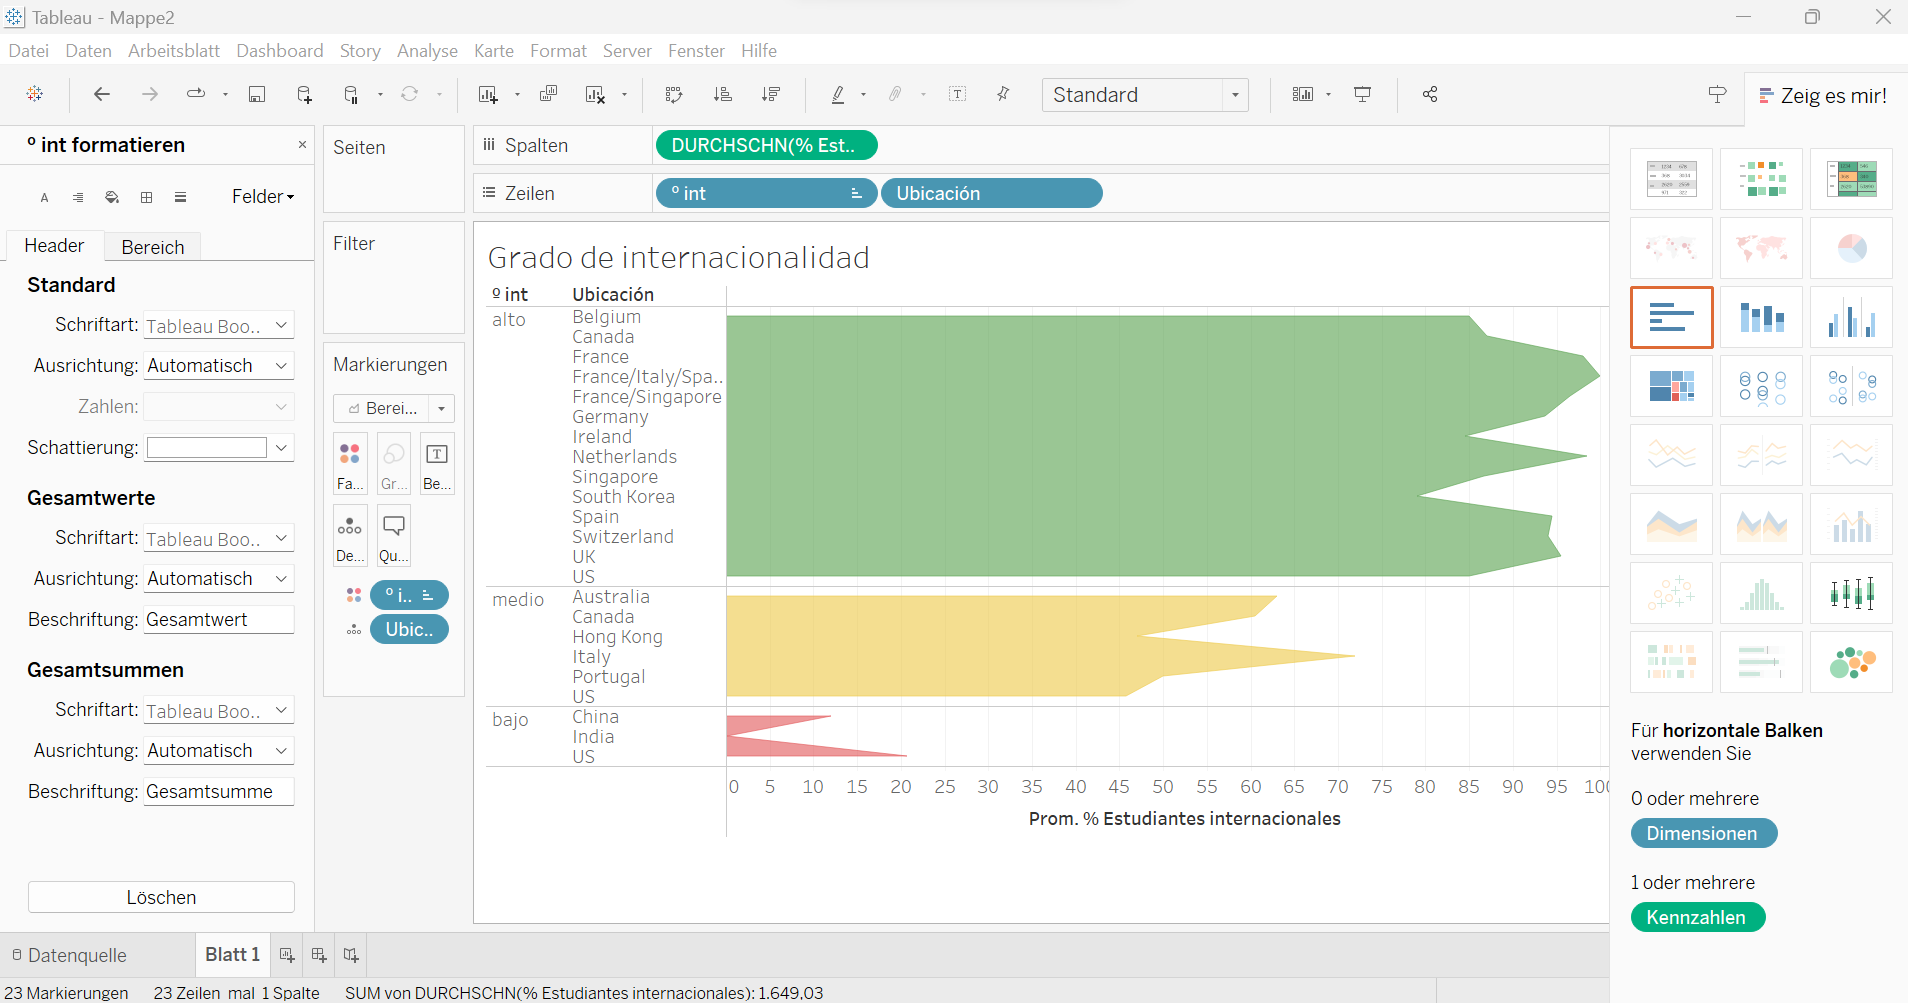 Tableau - Mappe2
Datei Daten Arbeitsblatt Dashboard Story Analyse Karte Format Server Fenster Hilfe
Standard
Zeig es mir!
º int formatieren
Felder
Header Bereich
Standard
Schriftart: Tableau Boo..
Ausrichtung: Automatisch
Zahlen:
Schattierung:
Gesamtwerte
Schriftart: Tableau Boo..
Ausrichtung: Automatisch
Beschriftung: Gesamtwert
Gesamtsummen
Schriftart: Tableau Boo..
Ausrichtung: Automatisch
Beschriftung: Gesamtsumme
Löschen
Seiten
Filter
Markierungen
Berei...
Fa... Gr... Be...
De... Qu...
º i..
Ubic..
Spalten DURCHSCHN(% Est..
Zeilen º int Ubicación
Grado de internacionalidad
º int Ubicación
alto Belgium
Canada
France
France/Italy/Spa..
France/Singapore
Germany
Ireland
Netherlands
Singapore
South Korea
Spain
Switzerland
UK
US
medio Australia
Canada
Hong Kong
Italy
Portugal
US
bajo China
India
US
0 5 10 15 20 25 30 35 40 45 50 55 60 65 70 75 80 85 90 95 100
Prom. % Estudiantes internacionales
Für horizontale Balken
verwenden Sie
0 oder mehrere
Dimensionen
1 oder mehrere
Kennzahlen
Datenquelle Blatt 1
23 Markierungen 23 Zeilen mal 1 Spalte SUM von DURCHSCHN(% Estudiantes internacionales): 1.649,03